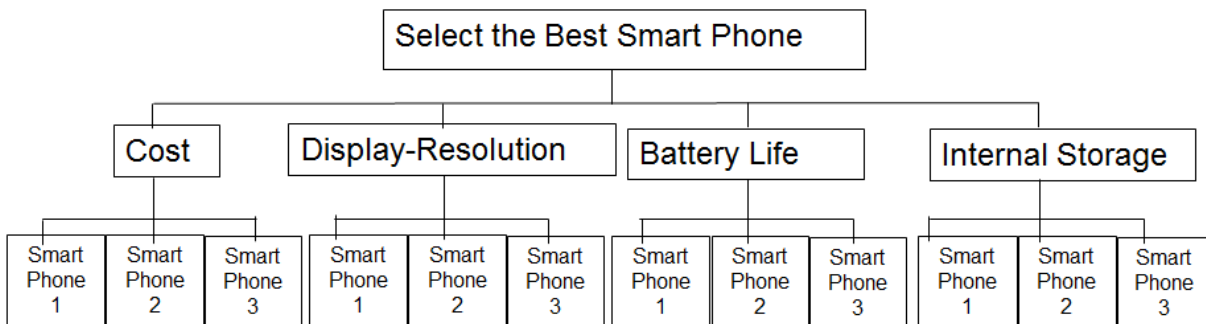 Select the Best Smart Phone
Cost
Display-Resolution
Battery Life
Internal Storage
Smart
Phone
1
Smart
Phone
2
Smart
Phone
3
Smart
Phone
1
Smart
Phone
2
Smart
Phone
3
Smart
Phone
1
Smart
Phone
2
Smart
Phone
3
Smart
Phone
1
Smart
Phone
2
Smart
Phone
3